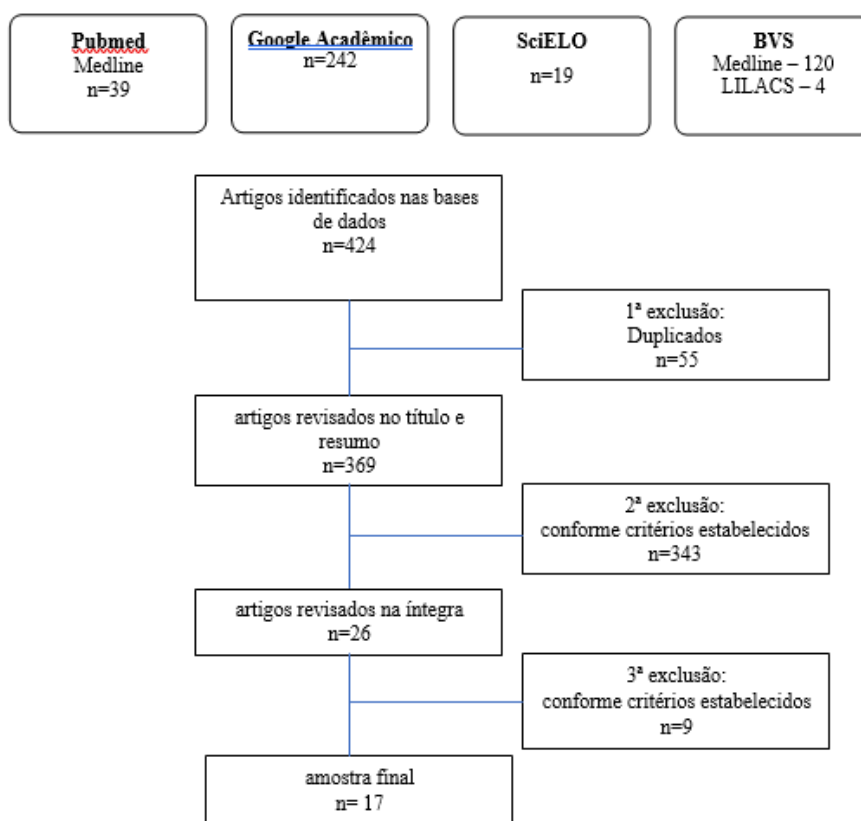 Pubmed
Medline
n=39
Google Acadêmico
n=242
SciELO
n=19
BVS
Medline – 120
LILACS – 4
Artigos identificados nas bases
de dados
n=424
1ª exclusão:
Duplicados
n=55
artigos revisados no título e
resumo
n=369
2ª exclusão:
conforme critérios estabelecidos
n=343
artigos revisados na íntegra
n=26
3ª exclusão:
conforme critérios estabelecidos
n=9
amostra final
n= 17